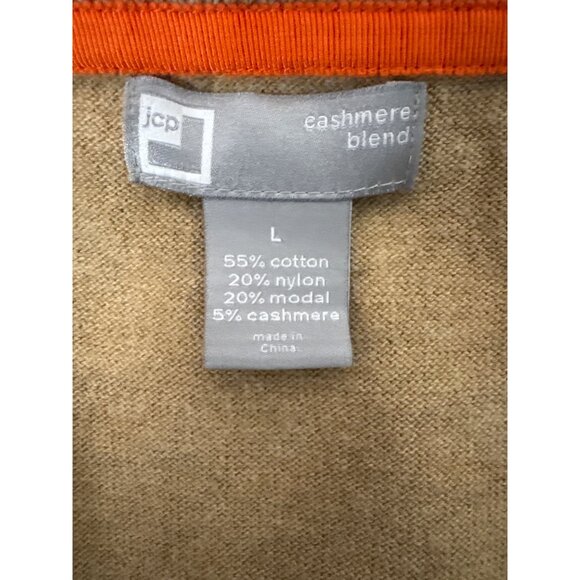 jcp
cashmere
blend
L
55% cotton
20% nylon
20% modal
5% cashmere
made in
China